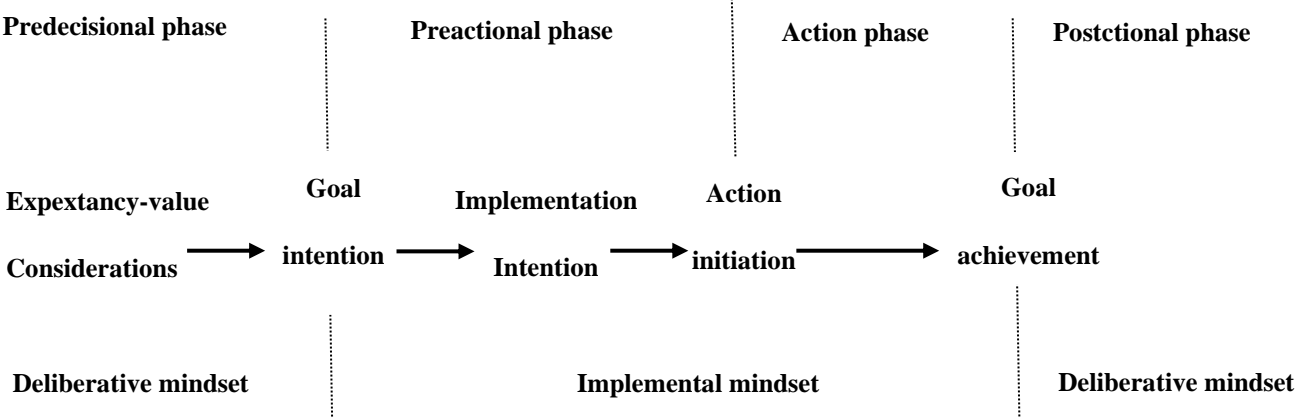 Predecisional phase
Preactional phase
Action phase
Postctional phase
Expextancy-value
Considerations
Goal
intention
Implementation
Intention
Action
initiation
Goal
achievement
Deliberative mindset
Implemental mindset
Deliberative mindset